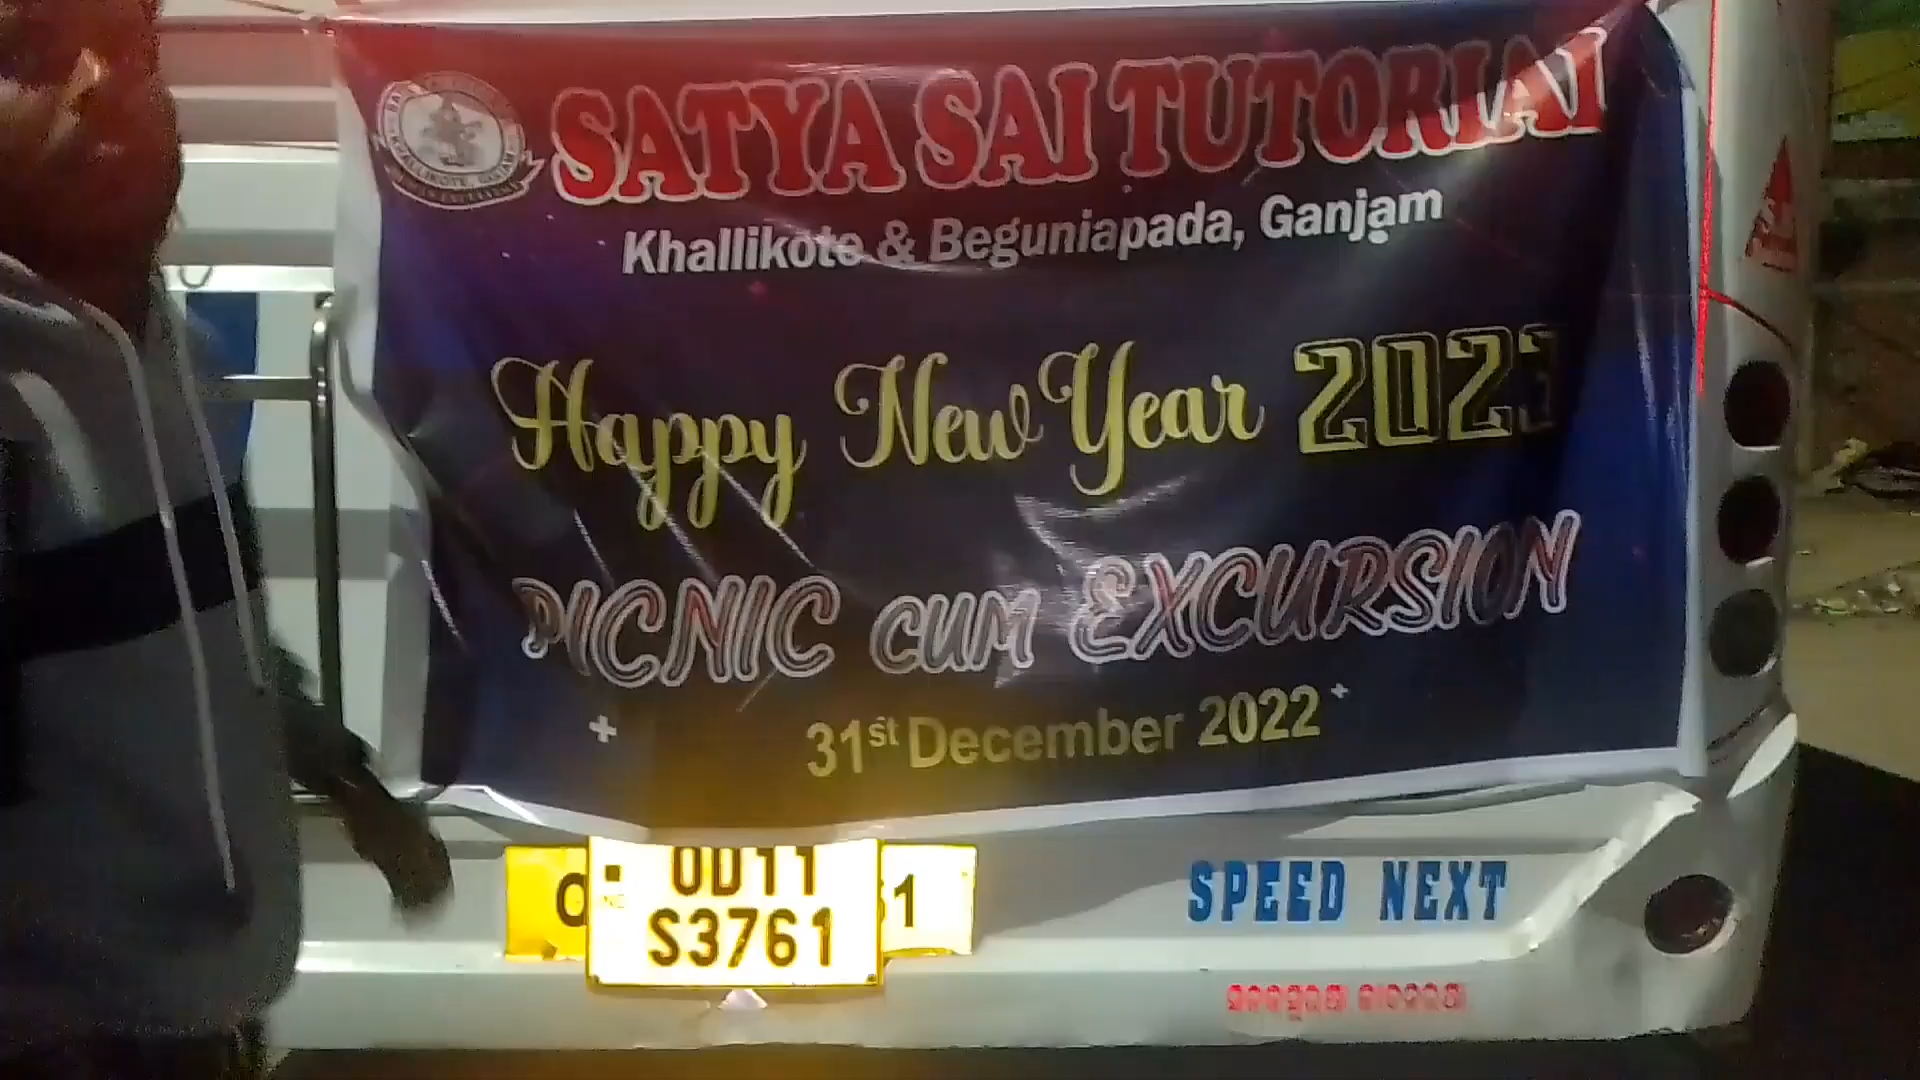 SATYA SAI TUTORIAL
Khallikote & Beguniapada, Ganjam
Happy New Year 2023
PICNIC CUM EXCURSION
31st December 2022
OD11
S3761
SPEED NEXT